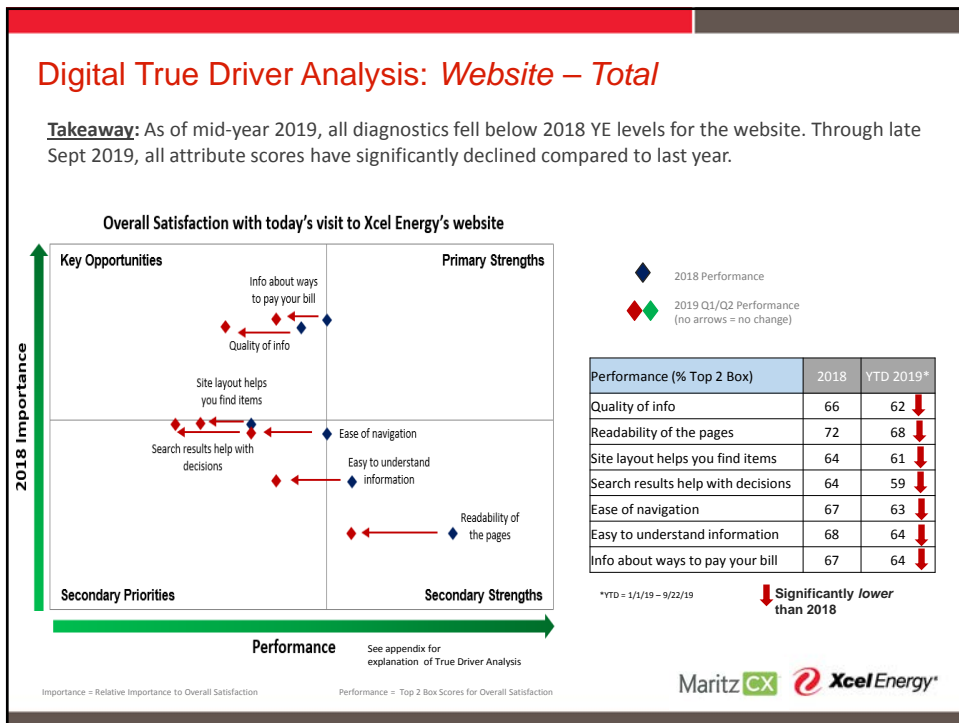 Digital True Driver Analysis: Website – Total
Takeaway: As of mid-year 2019, all diagnostics fell below 2018 YE levels for the website. Through late
Sept 2019, all attribute scores have significantly declined compared to last year.
Overall Satisfaction with today's visit to Xcel Energy's website
Key Opportunities
Primary Strengths
Info about ways
to pay your bill
Quality of info
Site layout helps
you find items
Search results help with
decisions
Ease of navigation
Easy to understand
information
Readability of
the pages
Secondary Priorities
Secondary Strengths
2018 Importance
Performance
See appendix for
explanation of True Driver Analysis
2018 Performance
2019 Q1/Q2 Performance
(no arrows = no change)
Performance (% Top 2 Box) 2018 YTD 2019*
Quality of info 66 62
Readability of the pages 72 68
Site layout helps you find items 64 61
Search results help with decisions 64 59
Ease of navigation 67 63
Easy to understand information 68 64
Info about ways to pay your bill 67 64
*YTD = 1/1/19 – 9/22/19
Significantly lower
than 2018
Importance = Relative Importance to Overall Satisfaction
Performance = Top 2 Box Scores for Overall Satisfaction
MaritzCX
Xcel Energy®